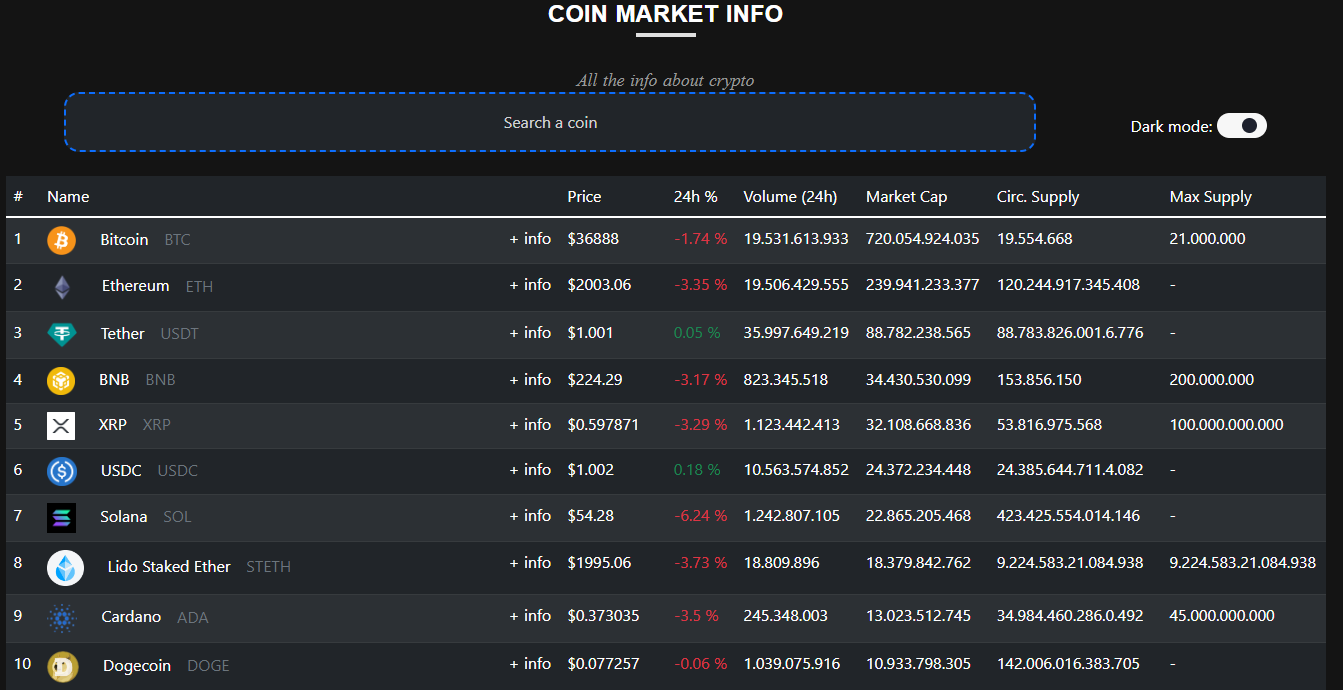 COIN MARKET INFO
All the info about crypto
Search a coin
Dark mode:
# Name Price 24h % Volume (24h) Market Cap Circ. Supply Max Supply
1 Bitcoin BTC + info $36888 -1.74 % 19.531.613.933 720.054.924.035 19.554.668 21.000.000
2 Ethereum ETH + info $2003.06 -3.35 % 19.506.429.555 239.941.233.377 120.244.917.345.408 -
3 Tether USDT + info $1.001 0.05 % 35.997.649.219 88.782.238.565 88.783.826.001.6.776 -
4 BNB BNB + info $224.29 -3.17 % 823.345.518 34.430.530.099 153.856.150 200.000.000
5 XRP XRP + info $0.597871 -3.29 % 1.123.442.413 32.108.668.836 53.816.975.568 100.000.000.000
6 USDC USDC + info $1.002 0.18 % 10.563.574.852 24.372.234.448 24.385.644.711.4.082 -
7 Solana SOL + info $54.28 -6.24 % 1.242.807.105 22.865.205.468 423.425.554.014.146 -
8 Lido Staked Ether STETH + info $1995.06 -3.73 % 18.809.896 18.379.842.762 9.224.583.21.084.938 9.224.583.21.084.938
9 Cardano ADA + info $0.373035 -3.5 % 245.348.003 13.023.512.745 34.984.460.286.0.492 45.000.000.000
10 Dogecoin DOGE + info $0.077257 -0.06 % 1.039.075.916 10.933.798.305 142.006.016.383.705 -